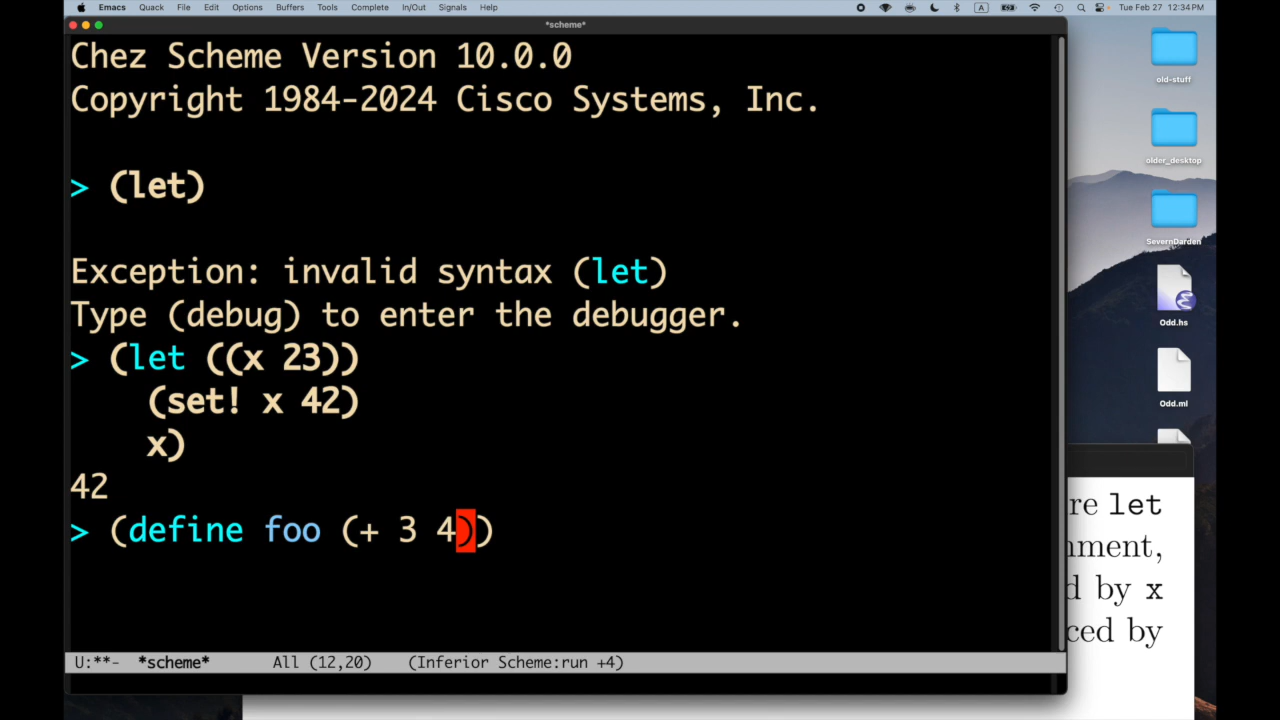 Emacs Quack File Edit Options Buffers Tools Complete In/Out Signals Help A Tue Feb 27 12:34 PM
*scheme*
Chez Scheme Version 10.0.0
Copyright 1984-2024 Cisco Systems, Inc.
> (let)
Exception: invalid syntax (let)
Type (debug) to enter the debugger.
> (let ((x 23))
(set! x 42)
x)
42
> (define foo (+ 3 4))
U:**- *scheme* All (12,20) (Inferior Scheme:run +4)
old-stuff
older_desktop
SevernDarden
Odd.hs
Odd.ml
re let
nment,
d by x
ced by